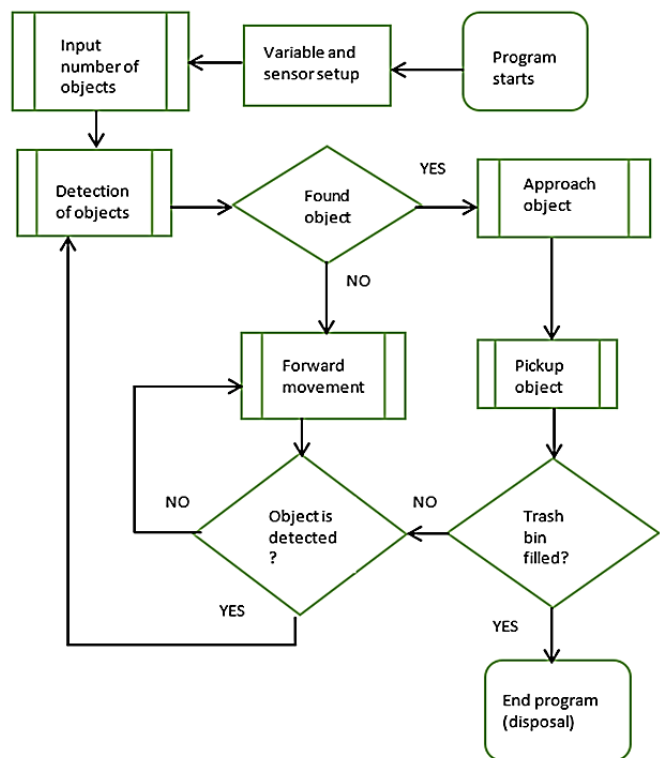 Input
number of
objects
Variable and
sensor setup
Program
starts
Detection
of objects
Found
object
YES
Approach
object
NO
Forward
movement
Pickup
object
NO
Object is
detected
?
NO
Trash
bin
filled?
YES
YES
End program
(disposal)